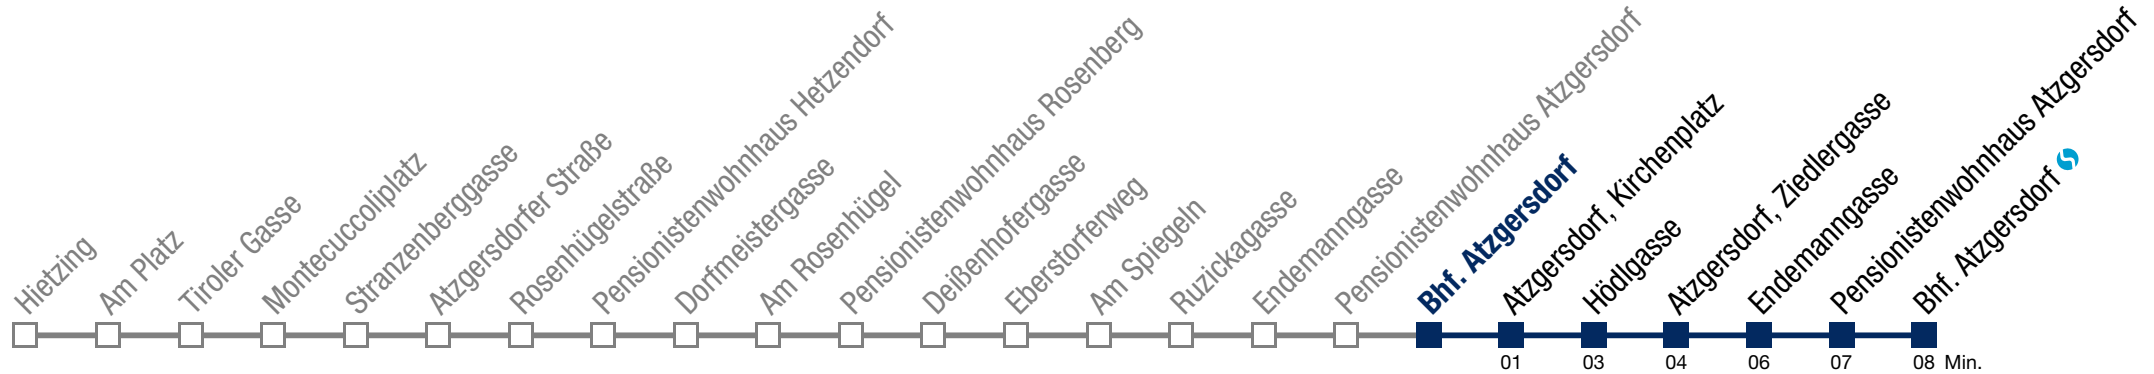 Hietzing
Am Platz
Tiroler Gasse
Montecuccoliplatz
Stranzenberggasse
Atzgersdorfer Straße
Rosenhügelstraße
Pensionistenwohnhaus Hetzendorf
Dorfmeistergasse
Am Rosenhügel
Pensionistenwohnhaus Rosenberg
Deißenhofergasse
Eberstorferweg
Am Spiegeln
Ruzickagasse
Endemanngasse
Pensionistenwohnhaus Atzgersdorf
Bhf. Atzgersdorf
Atzgersdorf, Kirchenplatz
Hödlgasse
Atzgersdorf, Ziedlergasse
Endemanngasse
Pensionistenwohnhaus Atzgersdorf
Bhf. Atzgersdorf
01 03 04 06 07 08 Min.